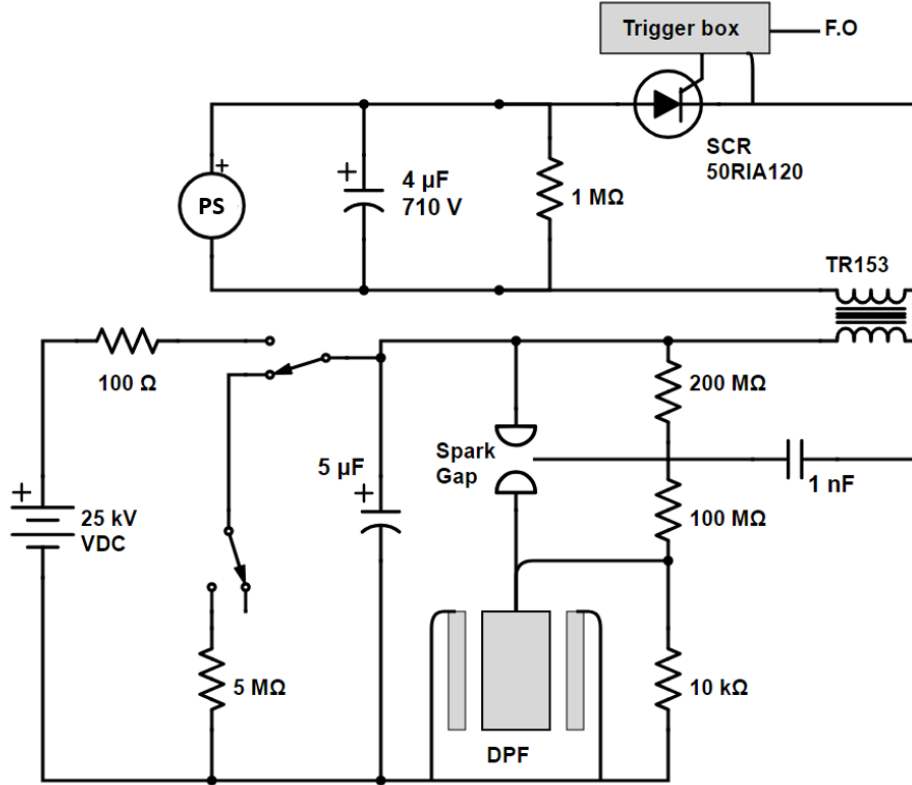 Trigger box
F.O
SCR
50RIA120
+
PS
+
4 µF
710 V
1 MΩ
TR153
100 Ω
200 MΩ
Spark
Gap
5 µF
+
1 nF
+
25 kV
VDC
100 MΩ
5 MΩ
10 kΩ
DPF